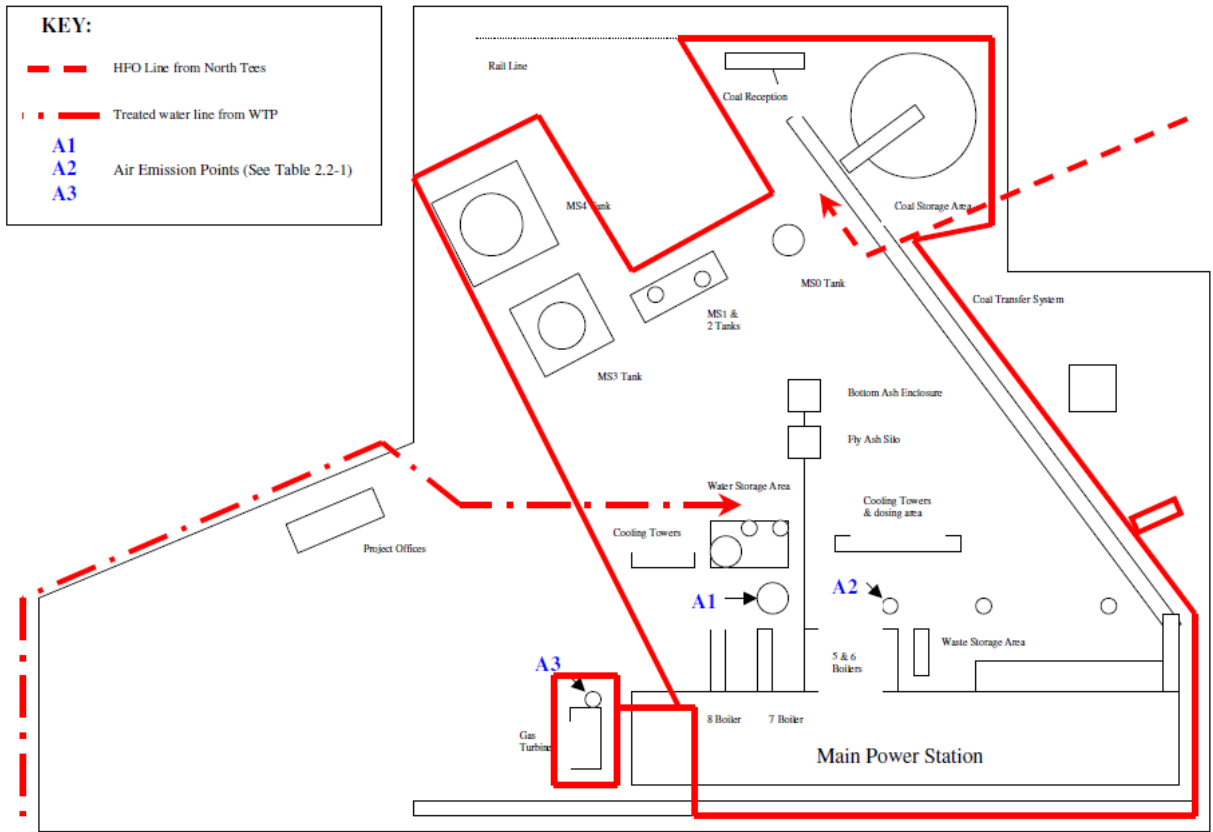 KEY:
HFO Line from North Tees
Treated water line from WTP
A1
A2
Air Emission Points (See Table 2.2-1)
A3
Rail Line
Coal Reception
MS4 Tank
Coal Storage Area
MS0 Tank
Coal Transfer System
MS1 &
2 Tanks
MS3 Tank
Bottom Ash Enclosure
Fly Ash Silo
Water Storage Area
Cooling Towers
& dosing area
Cooling Towers
Project Offices
A1
A2
Waste Storage Area
5 & 6
Boilers
A3
8 Boiler
7 Boiler
Gas
Turbine
Main Power Station